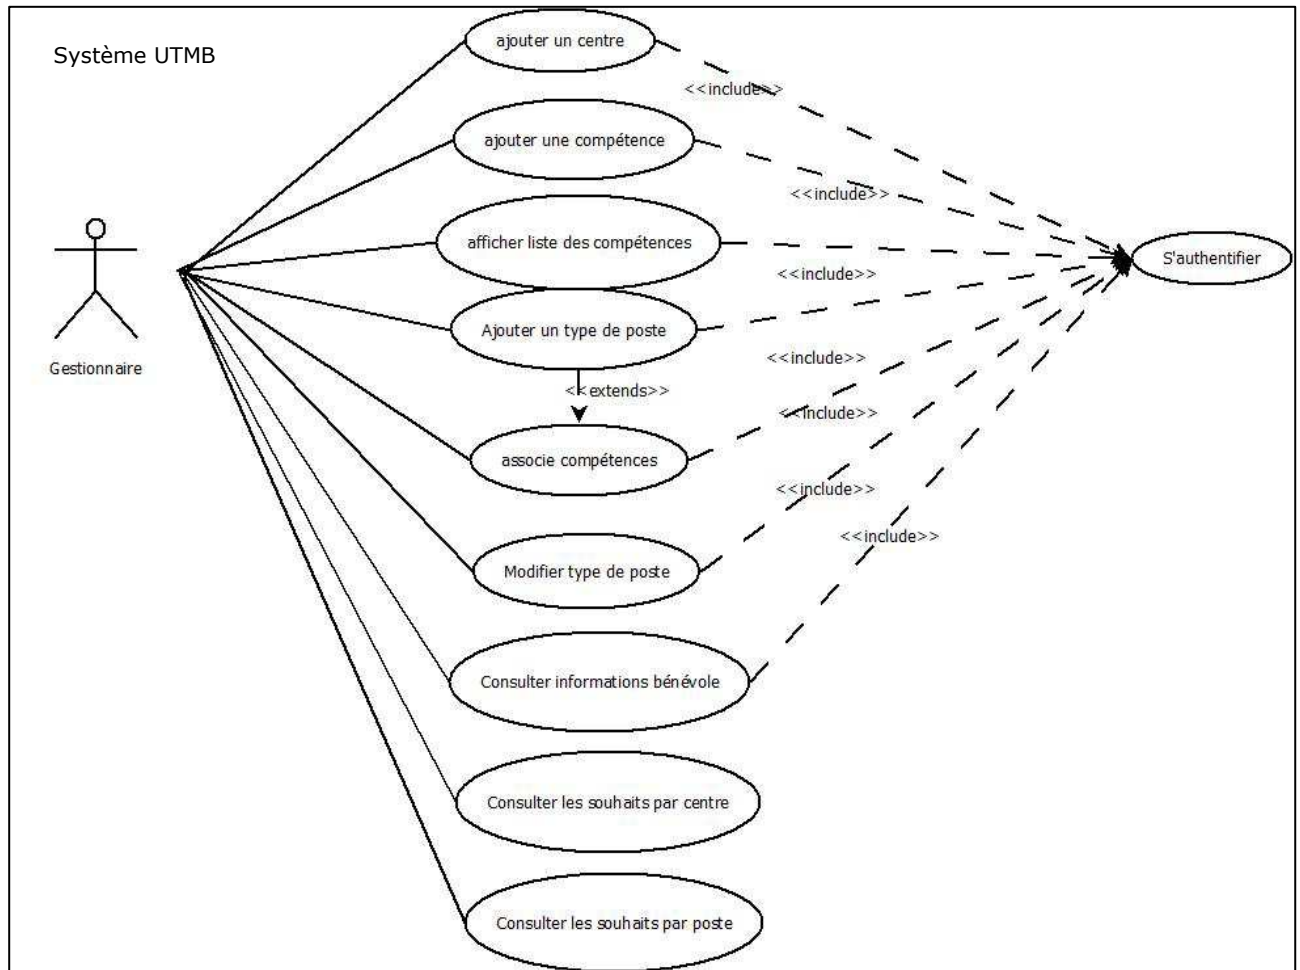 Système UTMB
ajouter un centre
<<include>>
ajouter une compétence
<<include>>
afficher liste des compétences
S'authentifier
<<include>>
Ajouter un type de poste
Gestionnaire
<<include>>
<<extends>>
<<include>>
associe compétences
<<include>>
<<include>>
Modifier type de poste
Consulter informations bénévole
Consulter les souhaits par centre
Consulter les souhaits par poste